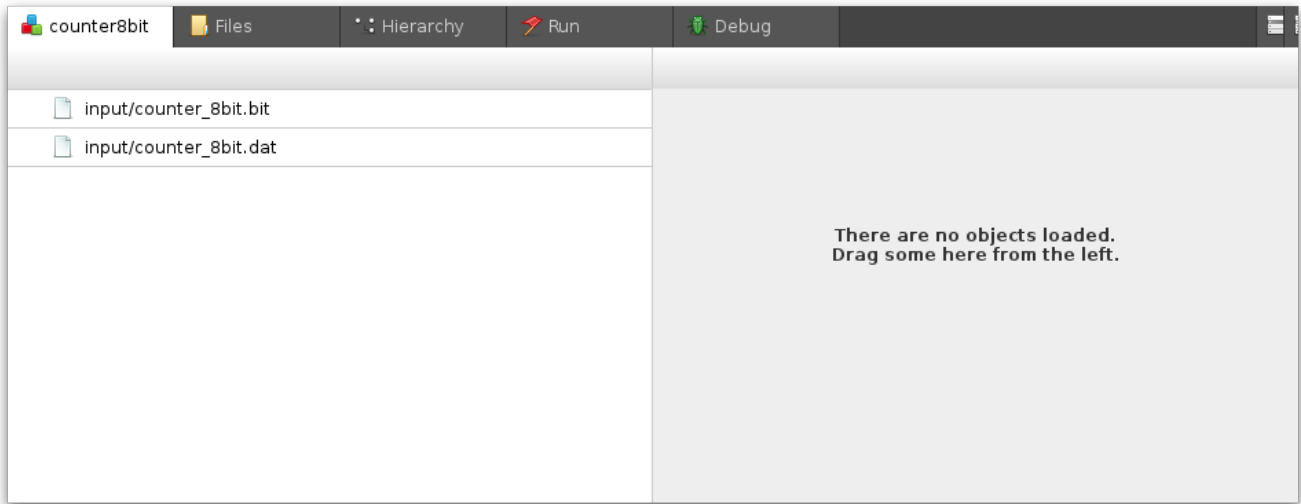 counter8bit
Files
Hierarchy
Run
Debug
input/counter_8bit.bit
input/counter_8bit.dat
There are no objects loaded.
Drag some here from the left.